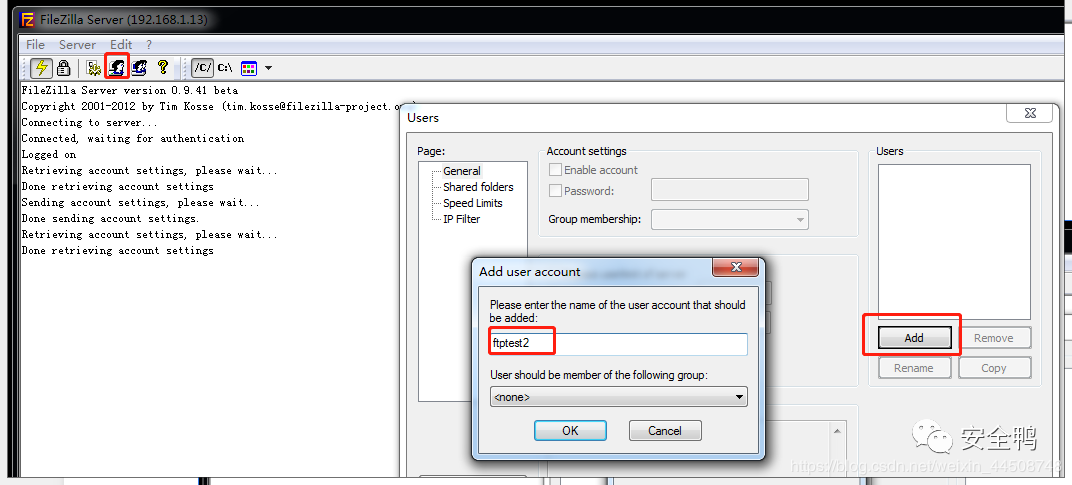 FileZilla Server (192.168.1.13)
File Server Edit ?
/C/ C:\
FileZilla Server version 0.9.41 beta
Copyright 2001-2012 by Tim Kosse (tim.kosse@filezilla-project.o
Connecting to server...
Connected, waiting for authentication
Logged on
Retrieving account settings, please wait...
Done retrieving account settings
Sending account settings, please wait...
Done sending account settings.
Retrieving account settings, please wait...
Done retrieving account settings
Users
Page:
General
Shared folders
Speed Limits
IP Filter
Account settings
Enable account
Password:
Group membership:
Users
Add Remove
Rename Copy
Add user account
Please enter the name of the user account that should
be added:
ftptest2
User should be member of the following group:
<none>
OK Cancel
安全鸭
https://blog.csdn.net/weixin_44508748